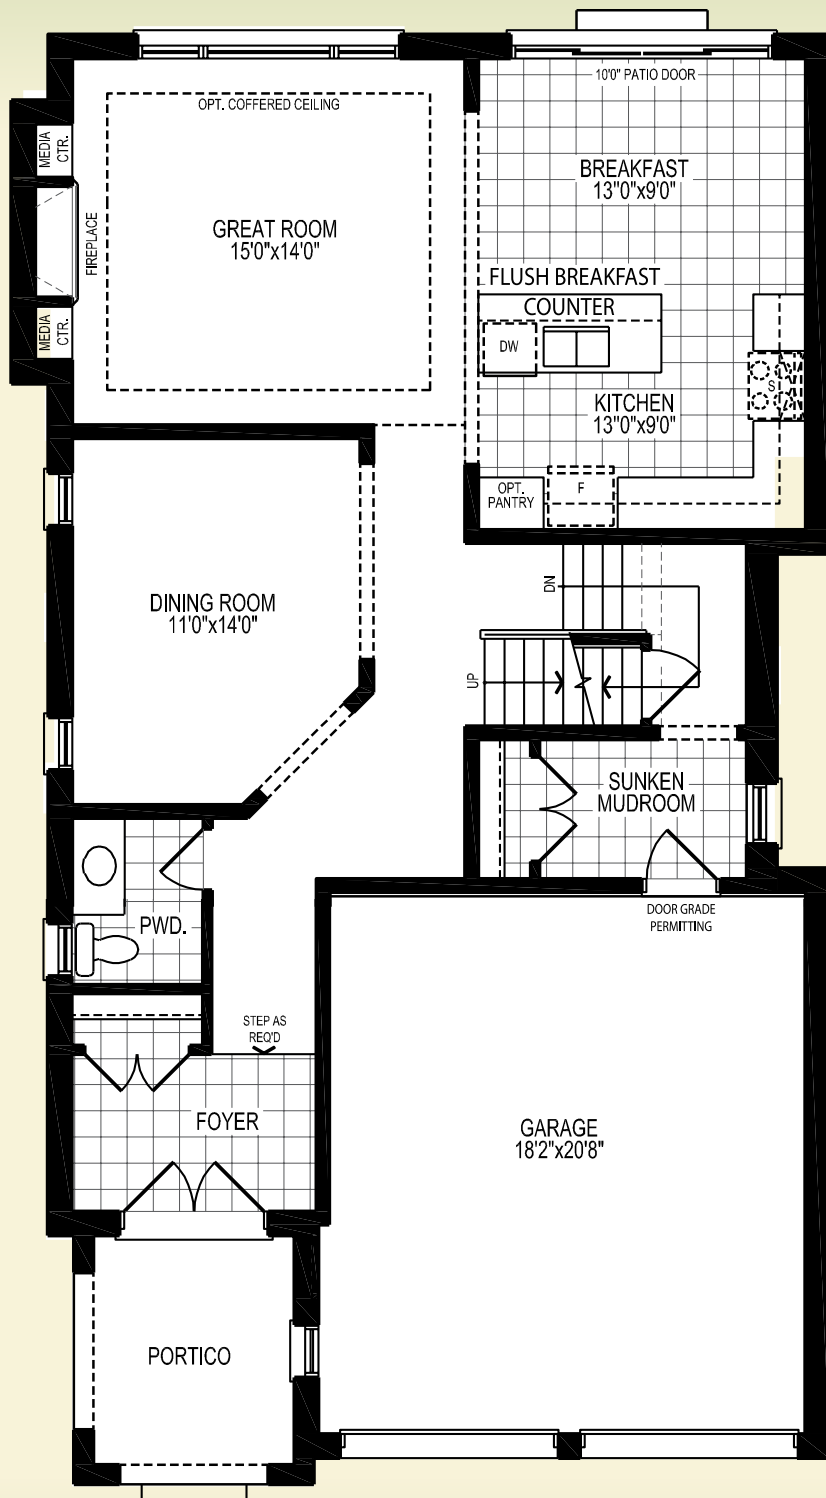 10'0" PATIO DOOR
OPT. COFFERED CEILING
MEDIA
CTR.
BREAKFAST
13"0"x9'0"
GREAT ROOM
15'0"x14'0"
FIREPLACE
FLUSH BREAKFAST
COUNTER
MEDIA
CTR.
DW
S
KITCHEN
13"0"x9'0"
OPT.
PANTRY
F
DN
DINING ROOM
11'0"x14'0"
UP
SUNKEN
MUDROOM
DOOR GRADE
PERMITTING
PWD.
STEP AS
REQ'D
FOYER
GARAGE
18'2"x20'8"
PORTICO